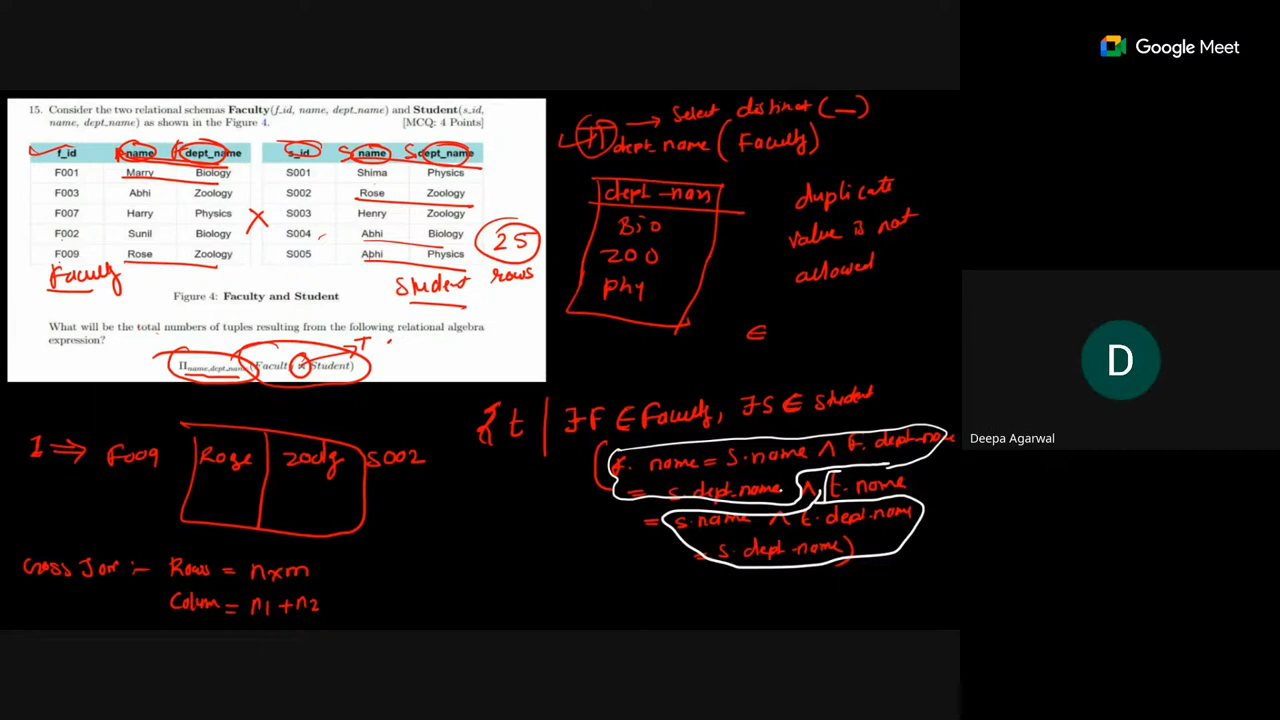 Google Meet
15. Consider the two relational schemas Faculty(f_id, name, dept_name) and Student(s_id,
name, dept_name) as shown in the Figure 4. [MCQ: 4 Points]
f_id name dept_name s_id name dept_name
F001 Marry Biology S001 Shima Physics
F003 Abhi Zoology S002 Rose Zoology
F007 Harry Physics S003 Henry Zoology
F002 Sunil Biology S004 Abhi Biology
F009 Rose Zoology S005 Abhi Physics
×
25
rows
Faculty
Student
Figure 4: Faculty and Student
What will be the total numbers of tuples resulting from the following relational algebra
expression?
Πname,dept_name(Faculty ⋈ Student)
T
Π → Select distinct (_)
dept_name (Faculty)
dept_nam
Bio
Zoo
phy
duplicate
value is not
allowed
∈
1 ⇒ F009 Rose Zoolg S002
{ t | ∃F ∈ Faculty, ∃S ∈ Student
(f. name = s.name ∧ f. dept_name
= s.dept_name ∧ t.name
= s.name ∧ t.dept_name
= s.dept_name)
Cross Join :- Rows = n×m
Colum = n1 + n2
D
Deepa Agarwal